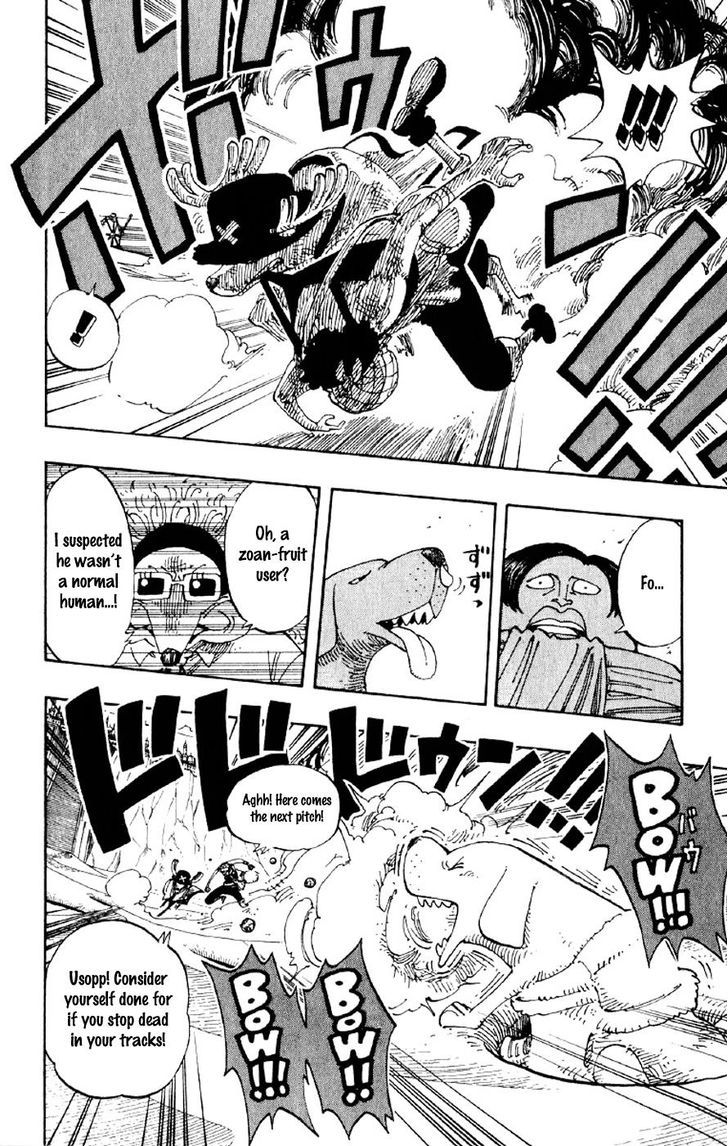 !!!
!!
Fo...
ずずっ
Oh, a
zoan-fruit
user?
I suspected
he wasn't
a normal
human...!
ドドドゥン!!!
Aghh! Here comes
the next pitch!
BOW!!!
バウ
BOW!!
BOW!!!
Usopp! Consider
yourself done for
if you stop dead
in your tracks!